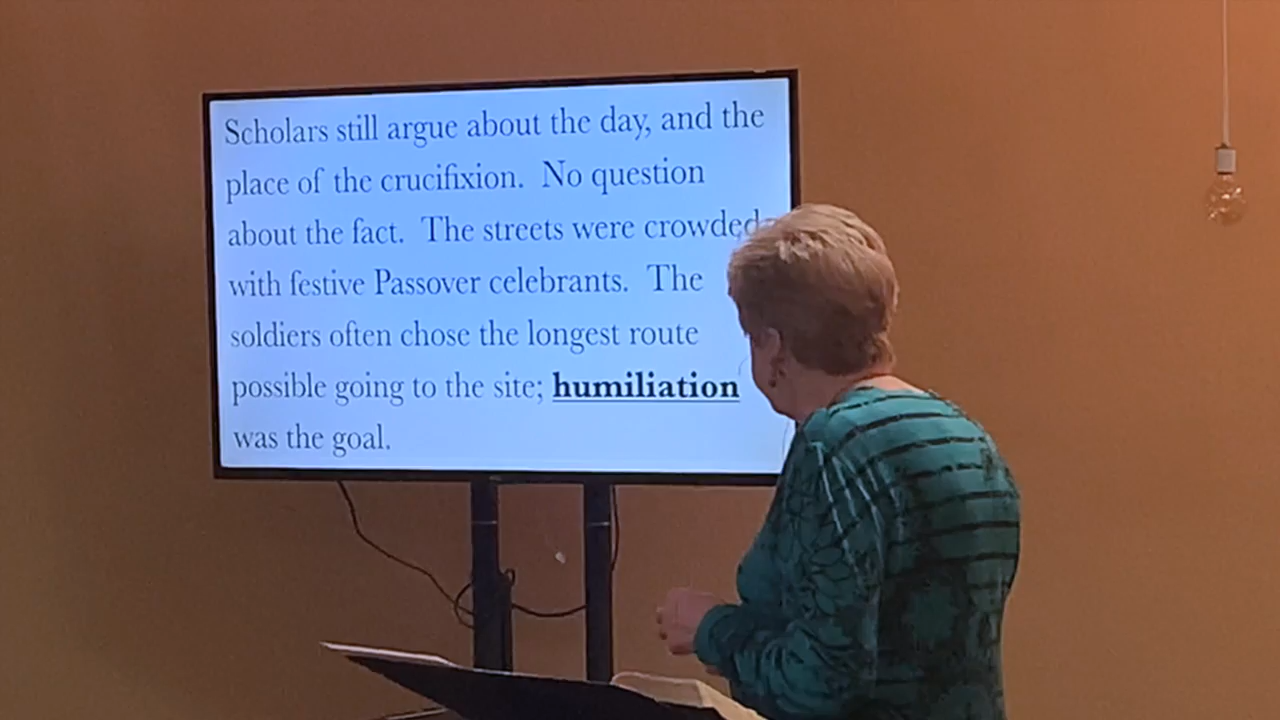 Scholars still argue about the day, and the
place of the crucifixion. No question
about the fact. The streets were crowded
with festive Passover celebrants. The
soldiers often chose the longest route
possible going to the site; humiliation
was the goal.